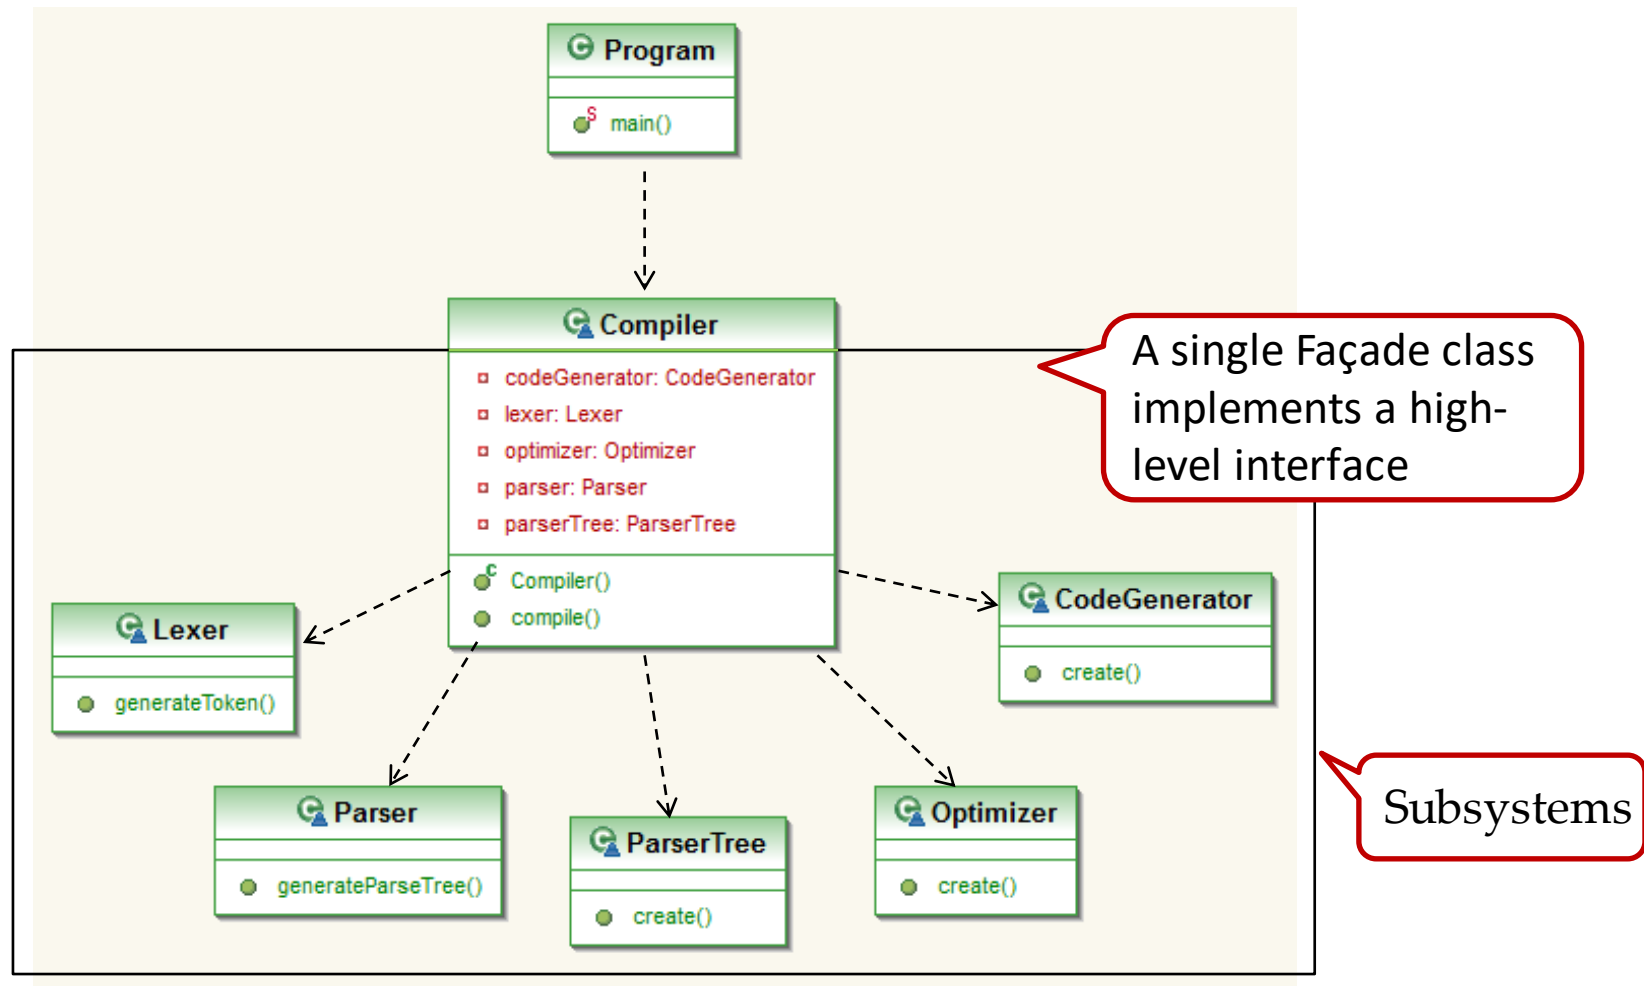 Program
main()
Compiler
codeGenerator: CodeGenerator
lexer: Lexer
optimizer: Optimizer
parser: Parser
parserTree: ParserTree
Compiler()
compile()
A single Façade class
implements a high-
level interface
Lexer
generateToken()
CodeGenerator
create()
Parser
generateParseTree()
ParserTree
create()
Optimizer
create()
Subsystems